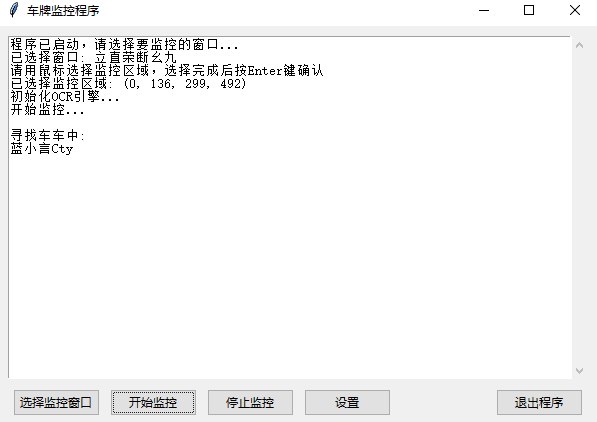 车牌监控程序
程序已启动，请选择要监控的窗口...
已选择窗口: 立直荣断幺九
请用鼠标选择监控区域，选择完成后按Enter键确认
已选择监控区域: (0, 136, 299, 492)
初始化OCR引擎...
开始监控...
寻找车车中:
蓝小言Cty
选择监控窗口
开始监控
停止监控
设置
退出程序